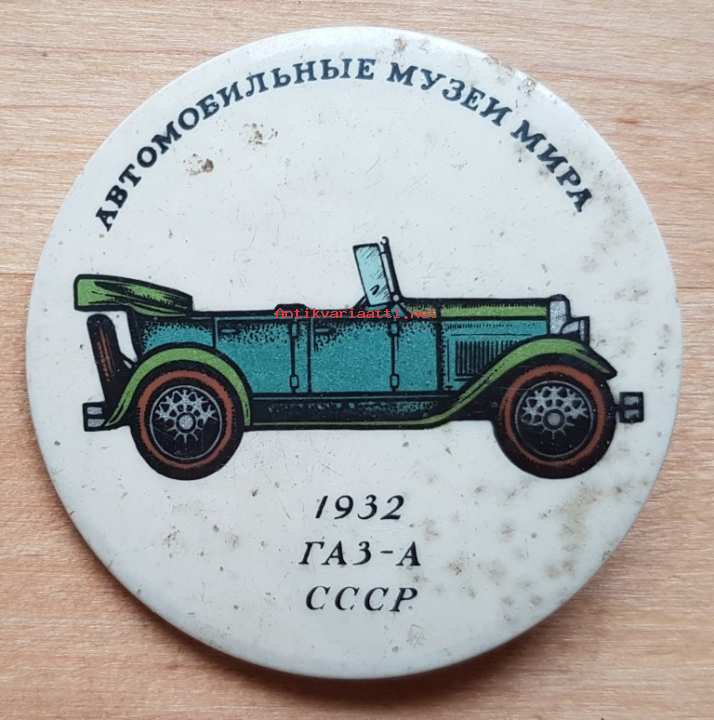 АВТОМОБИЛЬНЫЕ МУЗЕИ МИРА
Antikvariaatti.net
1932
ГАЗ-А
СССР